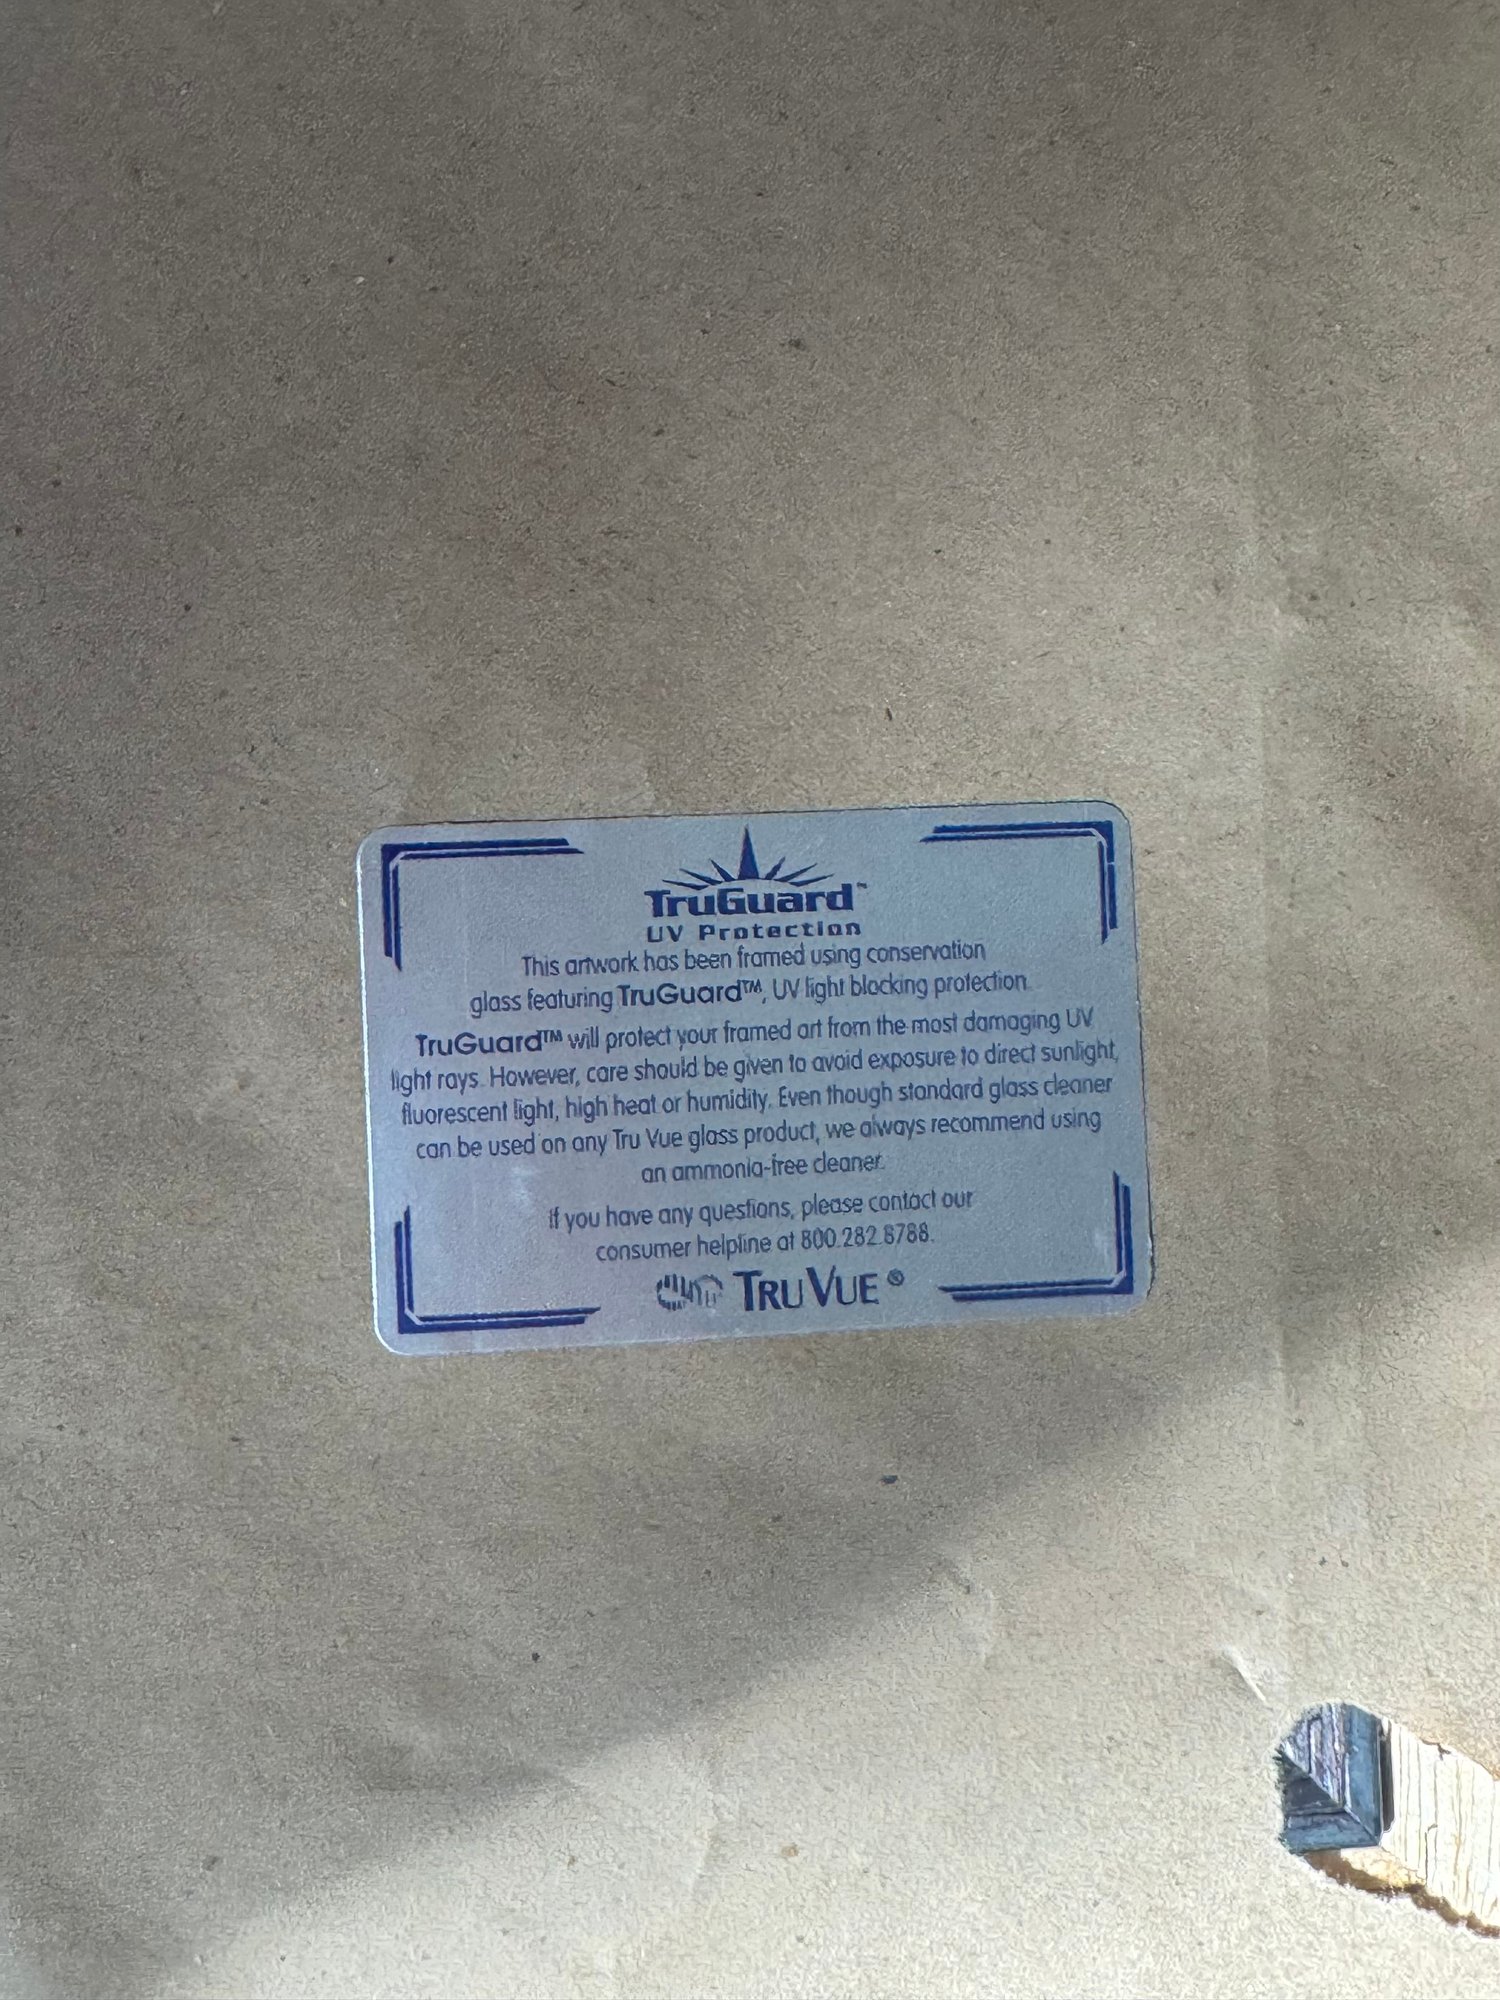 TruGuard™
UV Protection
This artwork has been framed using conservation
glass featuring TruGuard™, UV light blocking protection.
TruGuard™ will protect your framed art from the most damaging UV
light rays. However, care should be given to avoid exposure to direct sunlight,
fluorescent light, high heat or humidity. Even though standard glass cleaner
can be used on any Tru Vue glass product, we always recommend using
an ammonia-free cleaner.
If you have any questions, please contact our
consumer helpline at 800.282.8788.
TRU VUE®